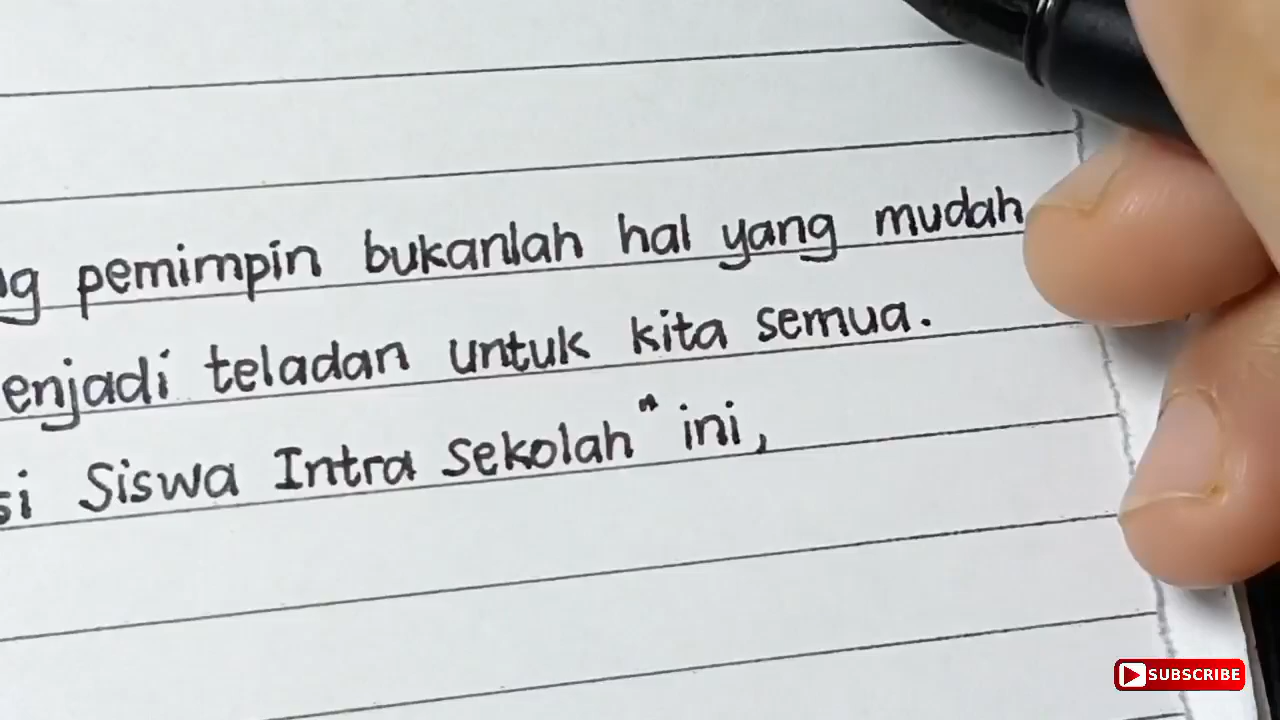 pemimpin bukanlah hal yang mudah
enjadi teladan untuk kita semua.
si Siswa Intra Sekolah" ini,
SUBSCRIBE